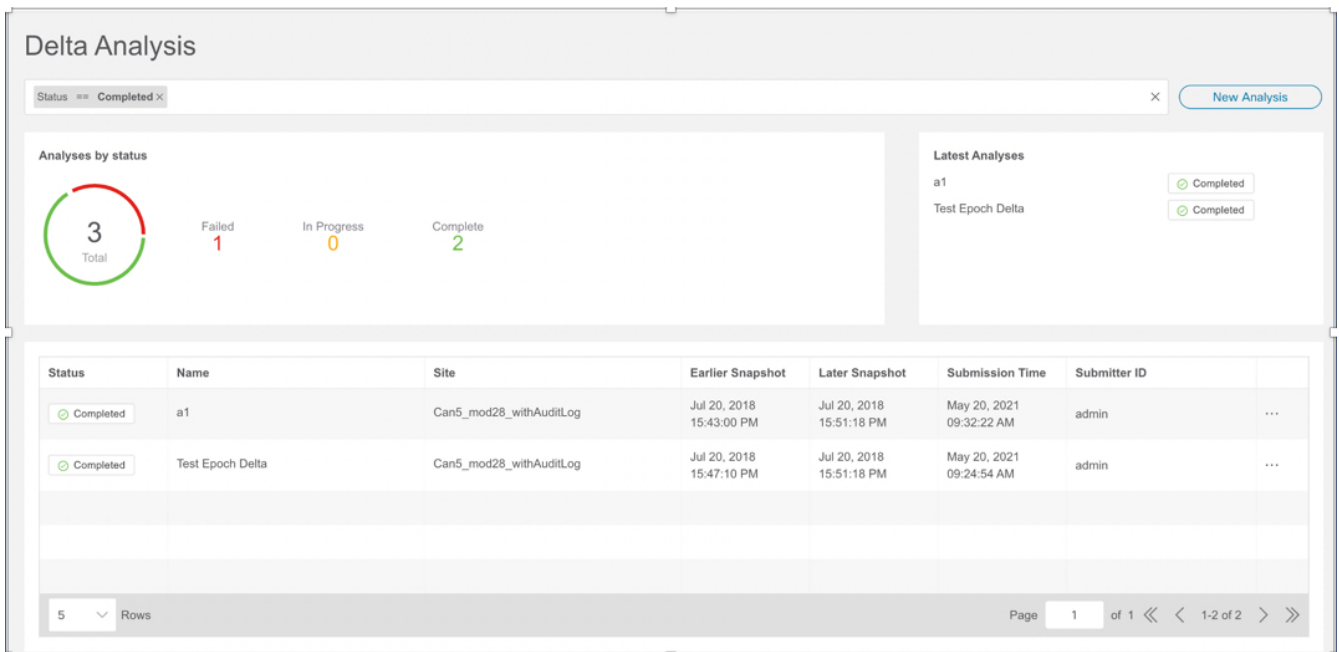 Delta Analysis
Status == Completed ×
× New Analysis
Analyses by status
3
Total
Failed
1
In Progress
0
Complete
2
Latest Analyses
a1 Completed
Test Epoch Delta Completed
Status Name Site Earlier Snapshot Later Snapshot Submission Time Submitter ID
Completed a1 Can5_mod28_withAuditLog Jul 20, 2018 15:43:00 PM Jul 20, 2018 15:51:18 PM May 20, 2021 09:32:22 AM admin ...
Completed Test Epoch Delta Can5_mod28_withAuditLog Jul 20, 2018 15:47:10 PM Jul 20, 2018 15:51:18 PM May 20, 2021 09:24:54 AM admin ...
5 Rows Page 1 of 1 1-2 of 2